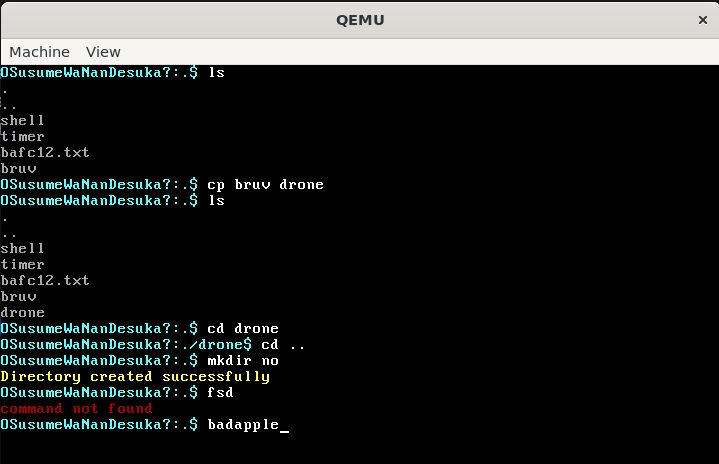 QEMU ×
Machine View
OSusumeWaNanDesuka?:.$ ls
.
..
shell
timer
bafc12.txt
bruv
OSusumeWaNanDesuka?:.$ cp bruv drone
OSusumeWaNanDesuka?:.$ ls
.
..
shell
timer
bafc12.txt
bruv
drone
OSusumeWaNanDesuka?:.$ cd drone
OSusumeWaNanDesuka?:./drone$ cd ..
OSusumeWaNanDesuka?:.$ mkdir no
Directory created successfully
OSusumeWaNanDesuka?:.$ fsd
command not found
OSusumeWaNanDesuka?:.$ badapple_